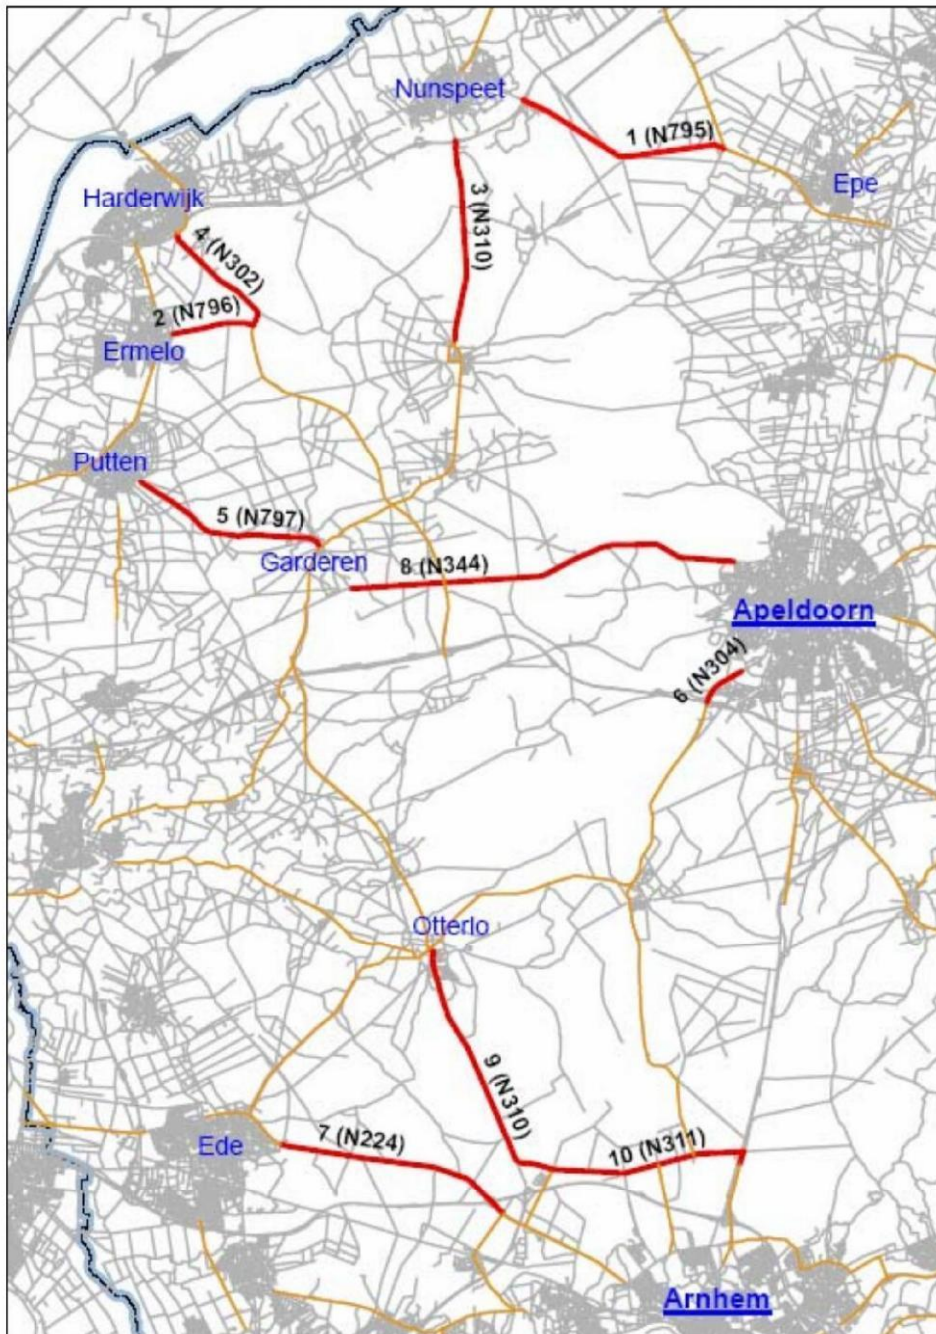 Nunspeet
1 (N795)
Epe
Harderwijk
3 (N310)
4 (N302)
2 (N796)
Ermelo
Putten
5 (N797)
Garderen
8 (N344)
Apeldoorn
6 (N304)
Otterlo
9 (N310)
7 (N224)
Ede
10 (N311)
Arnhem